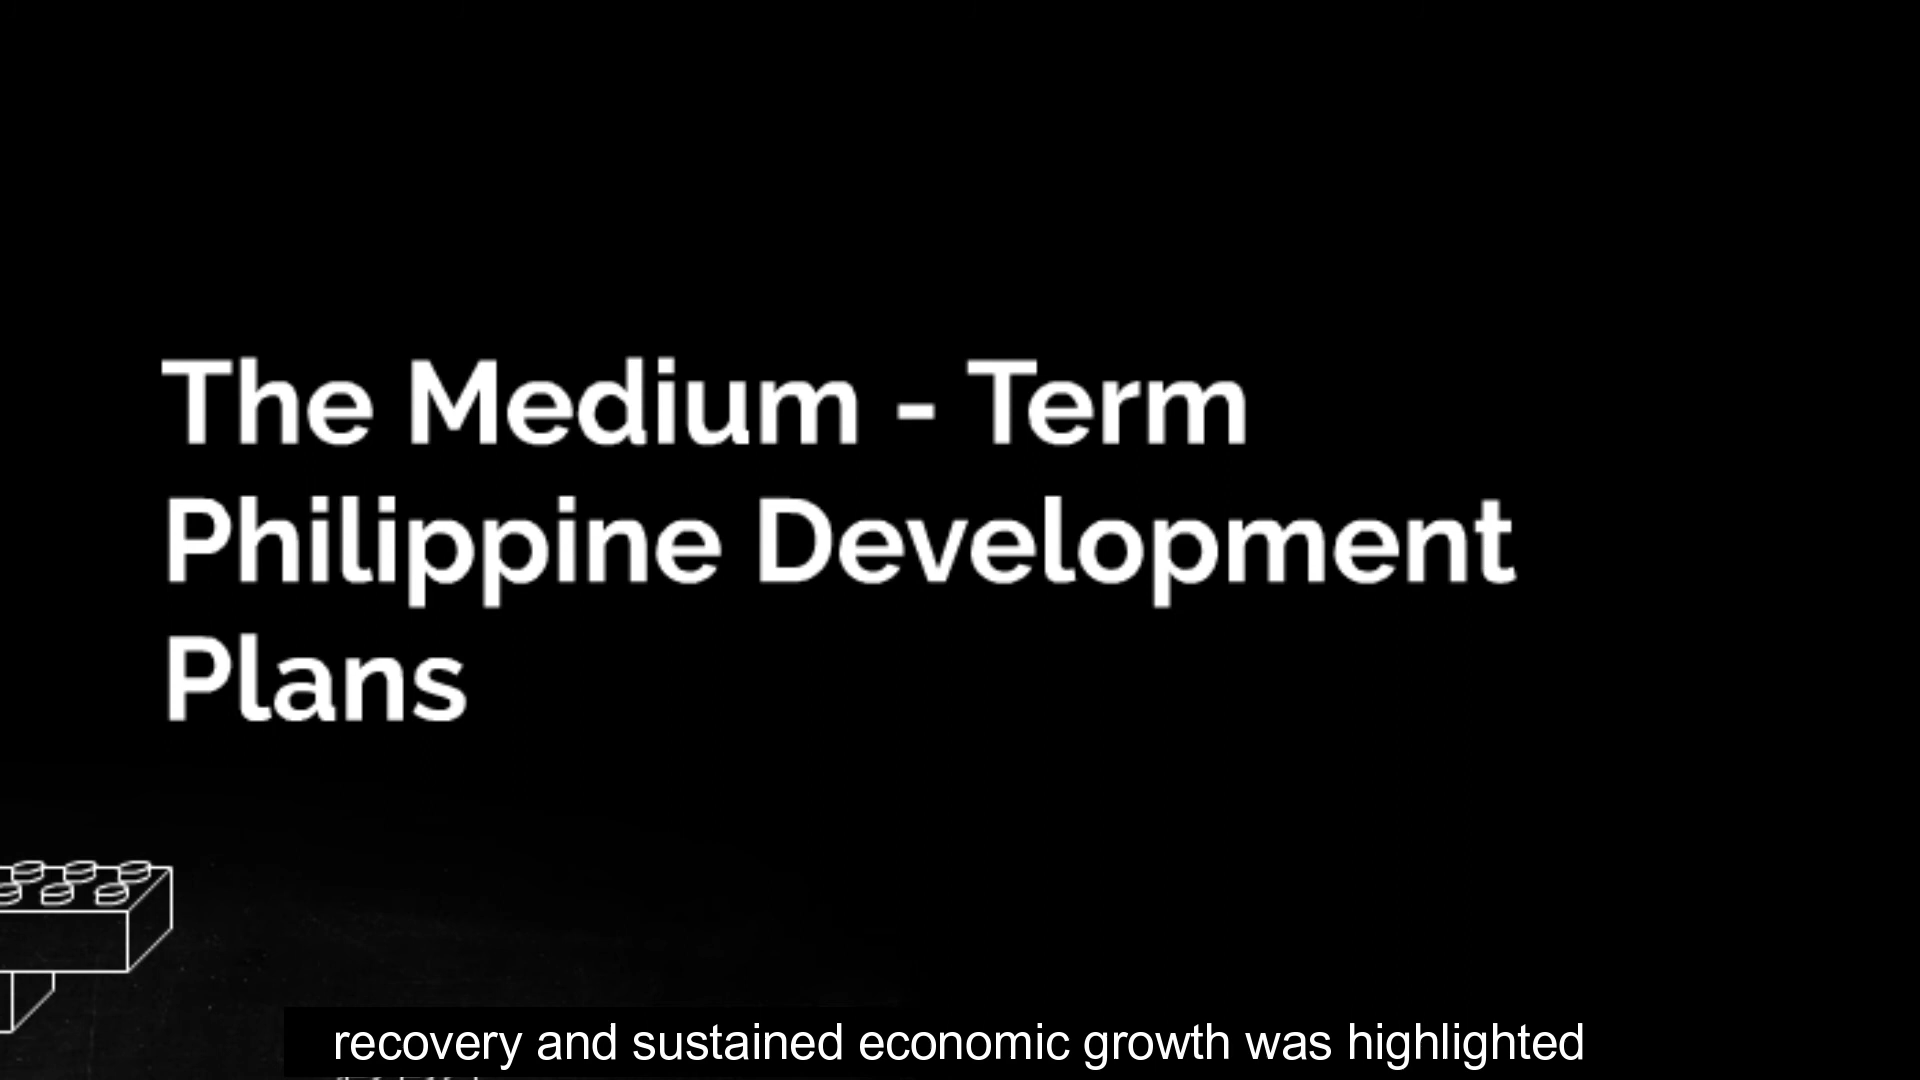 The Medium - Term
Philippine Development
Plans
recovery and sustained economic growth was highlighted